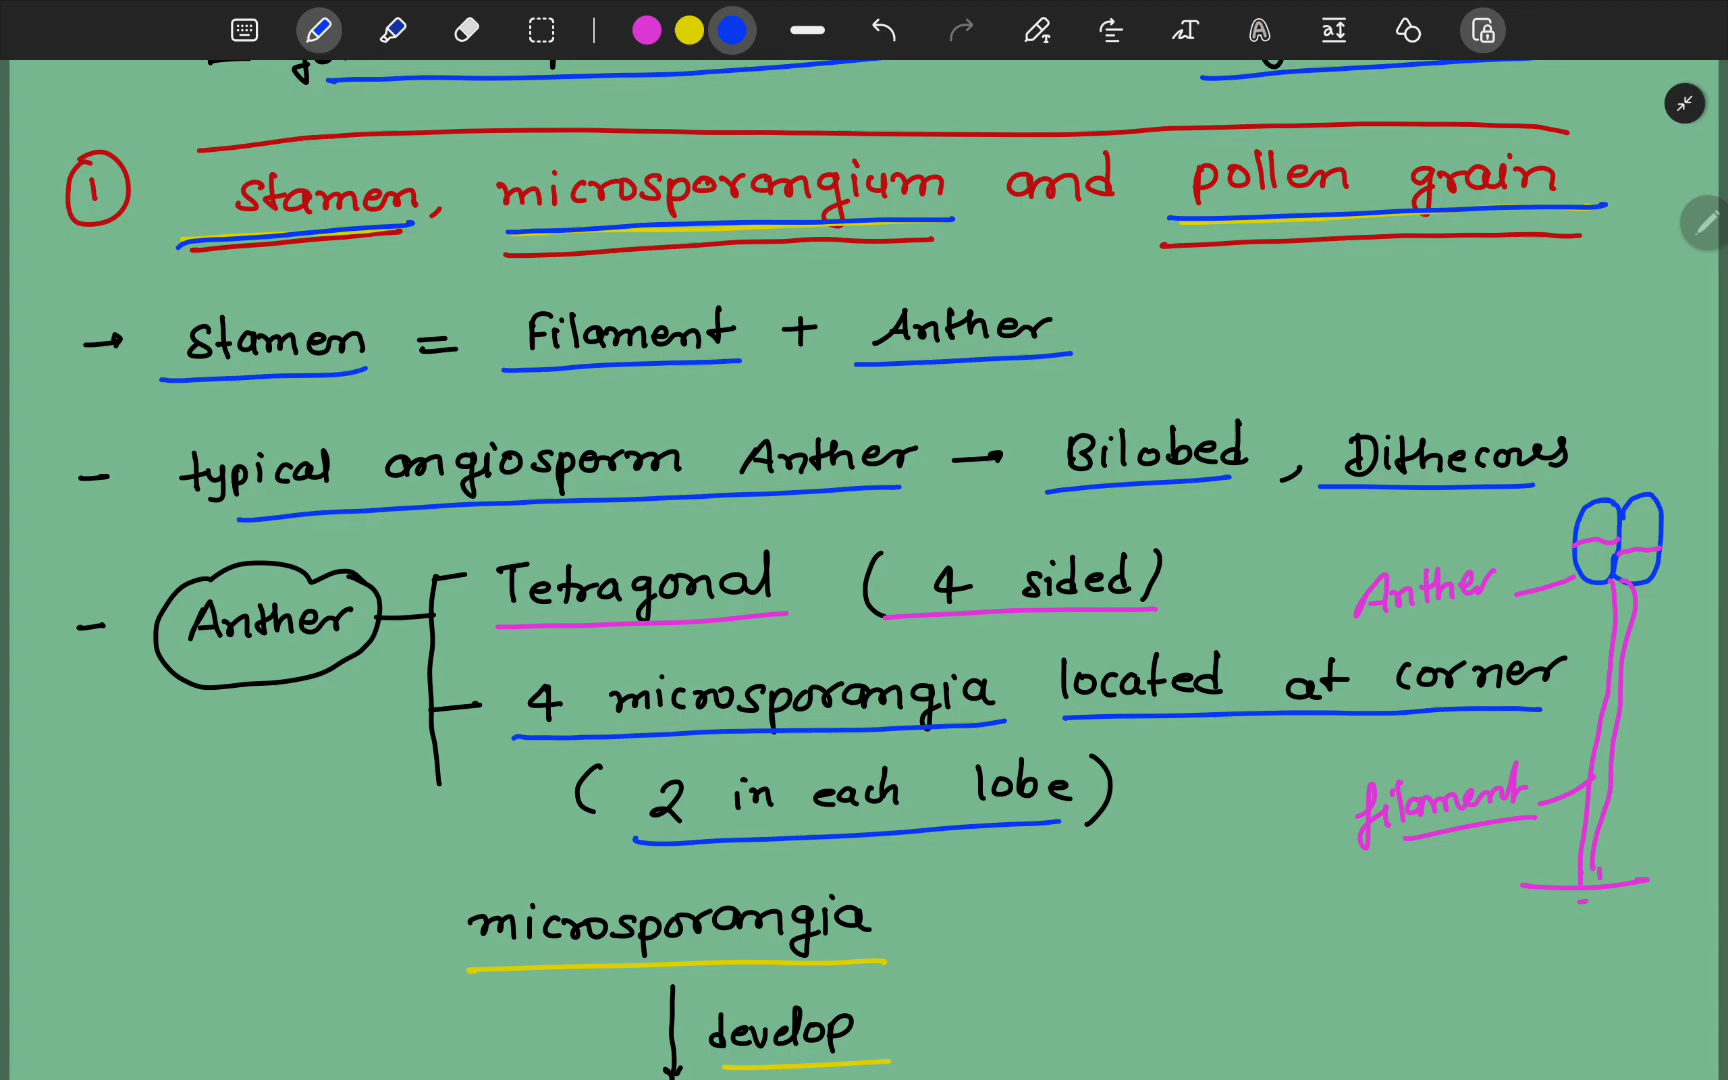 ① Stamen, microsporangium and pollen grain
→ Stamen = Filament + Anther
- typical angiosperm Anther → Bilobed, Dithecous
- Anther
Tetragonal (4 sided)
4 microsporangia located at corner
(2 in each lobe)
Anther
filament
microsporangia
↓ develop